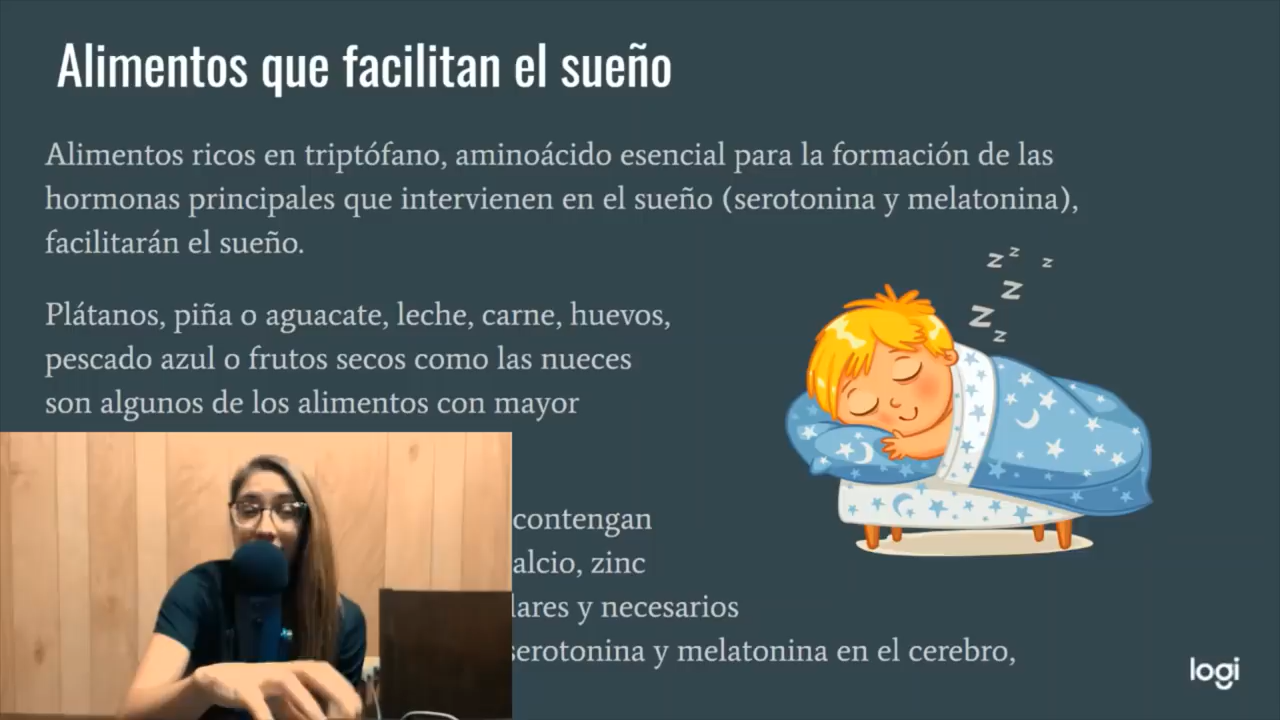 Alimentos que facilitan el sueño
Alimentos ricos en triptófano, aminoácido esencial para la formación de las
hormonas principales que intervienen en el sueño (serotonina y melatonina),
facilitarán el sueño.
z z z
z
z z
Plátanos, piña o aguacate, leche, carne, huevos,
pescado azul o frutos secos como las nueces
son algunos de los alimentos con mayor
contengan
alcio, zinc
lares y necesarios
serotonina y melatonina en el cerebro,
logi